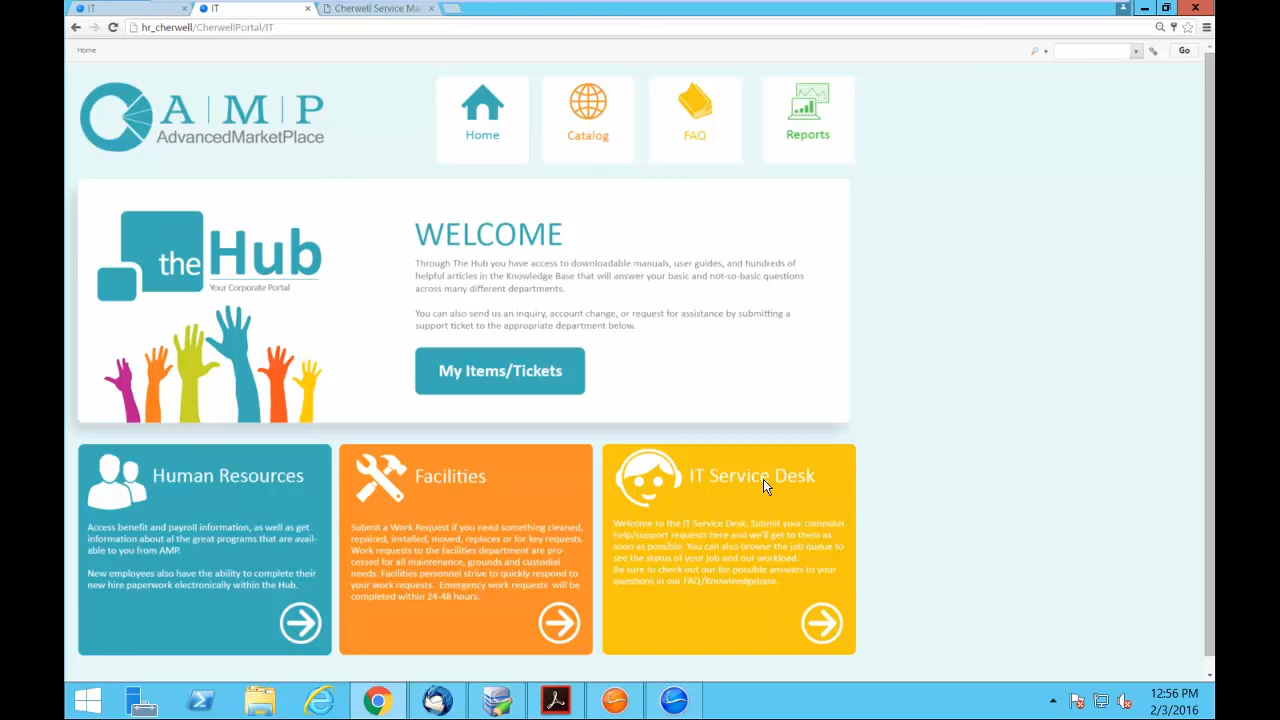 IT
IT
Cherwell Service Mar
hr_cherwell/CherwellPortal/IT
Home
Go
A|M|P
AdvancedMarketPlace
Home
Catalog
FAQ
Reports
the Hub
Your Corporate Portal
WELCOME
Through The Hub you have access to downloadable manuals, user guides, and hundreds of
helpful articles in the Knowledge Base that will answer your basic and not-so-basic questions
across many different departments.
You can also send us an inquiry, account change, or request for assistance by submitting a
support ticket to the appropriate department below.
My Items/Tickets
Human Resources
Access benefit and payroll information, as well as get
information about al the great programs that are avail-
able to you from AMP.
New employees also have the ability to complete their
new hire paperwork electronically within the Hub.
Facilities
Submit a Work Request if you need something cleaned,
repaired, installed, moved, replaces or for key requests.
Work requests to the facilities department are pro-
cessed for all maintenance, grounds and custodial
needs. Facilities personnel strive to quickly respond to
your work requests. Emergency work requests will be
completed within 24-48 hours.
IT Service Desk
Welcome to the IT Service Desk. Submit your computer
help/support requests here and we'll get to them as
soon as possible. You can also browse the job queue to
see the status of your job and our workload.
Be sure to check out our for possible answers to your
questions in our FAQ/Knowledgebase.
12:56 PM
2/3/2016